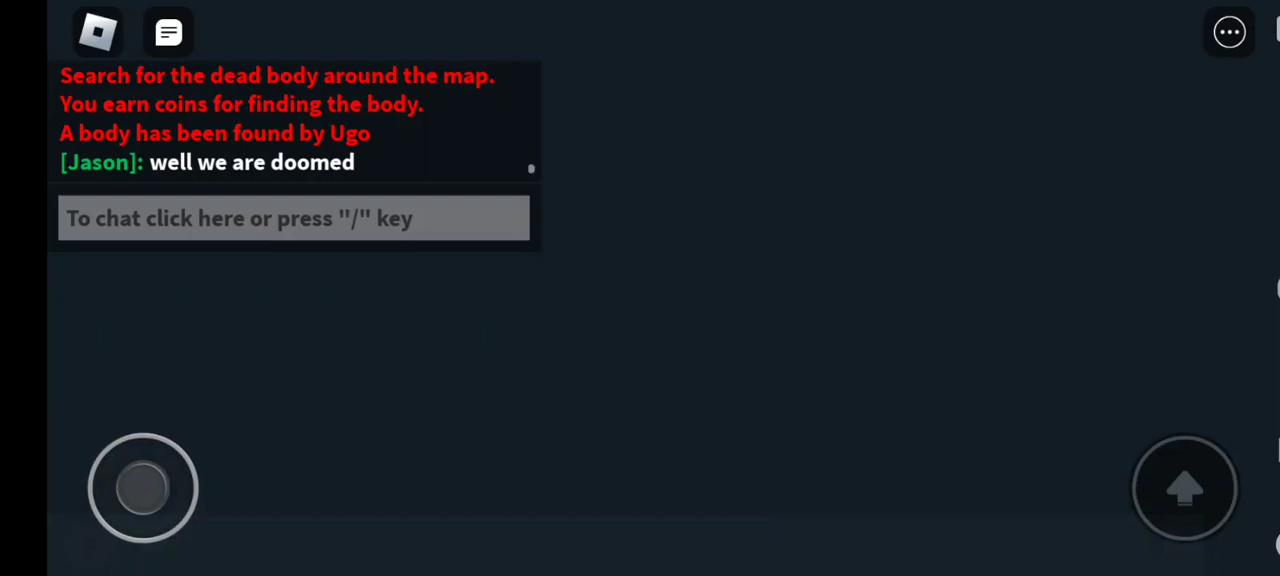 Search for the dead body around the map.
You earn coins for finding the body.
A body has been found by Ugo
[Jason]: well we are doomed
To chat click here or press "/" key